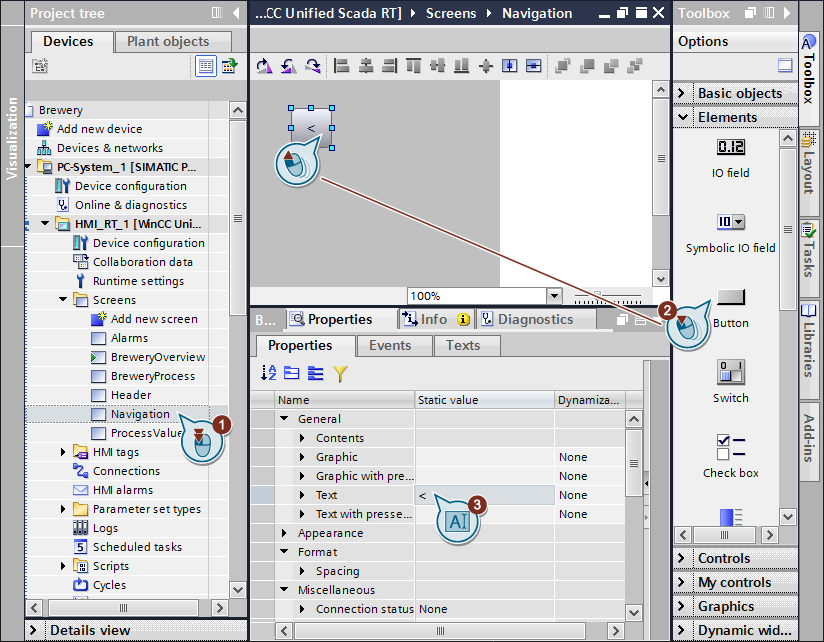 Project tree
Devices
Plant objects
Visualization
Brewery
Add new device
Devices & networks
PC-System_1 [SIMATIC P...
Device configuration
Online & diagnostics
HMI_RT_1 [WinCC Uni...
Device configuration
Collaboration data
Runtime settings
Screens
Add new screen
Alarms
BreweryOverview
BreweryProcess
Header
Navigation
1
ProcessValue
HMI tags
Connections
HMI alarms
Parameter set types
Logs
Scheduled tasks
Scripts
Cycles
Details view
...CC Unified Scada RT] Screens Navigation
<
100%
B...
Properties
Info
Diagnostics
Properties
Events
Texts
Name
Static value
Dynamiza...
General
Contents
Graphic
None
Graphic with pre...
None
Text
<
None
3
AI
Text with presse...
None
Appearance
Format
Spacing
Miscellaneous
Connection status
None
Toolbox
Options
Basic objects
Elements
0.12
IO field
10
Symbolic IO field
2
Button
0 1
Switch
Check box
Controls
My controls
Graphics
Dynamic wid...
Toolbox
Layout
Tasks
Libraries
Add-ins